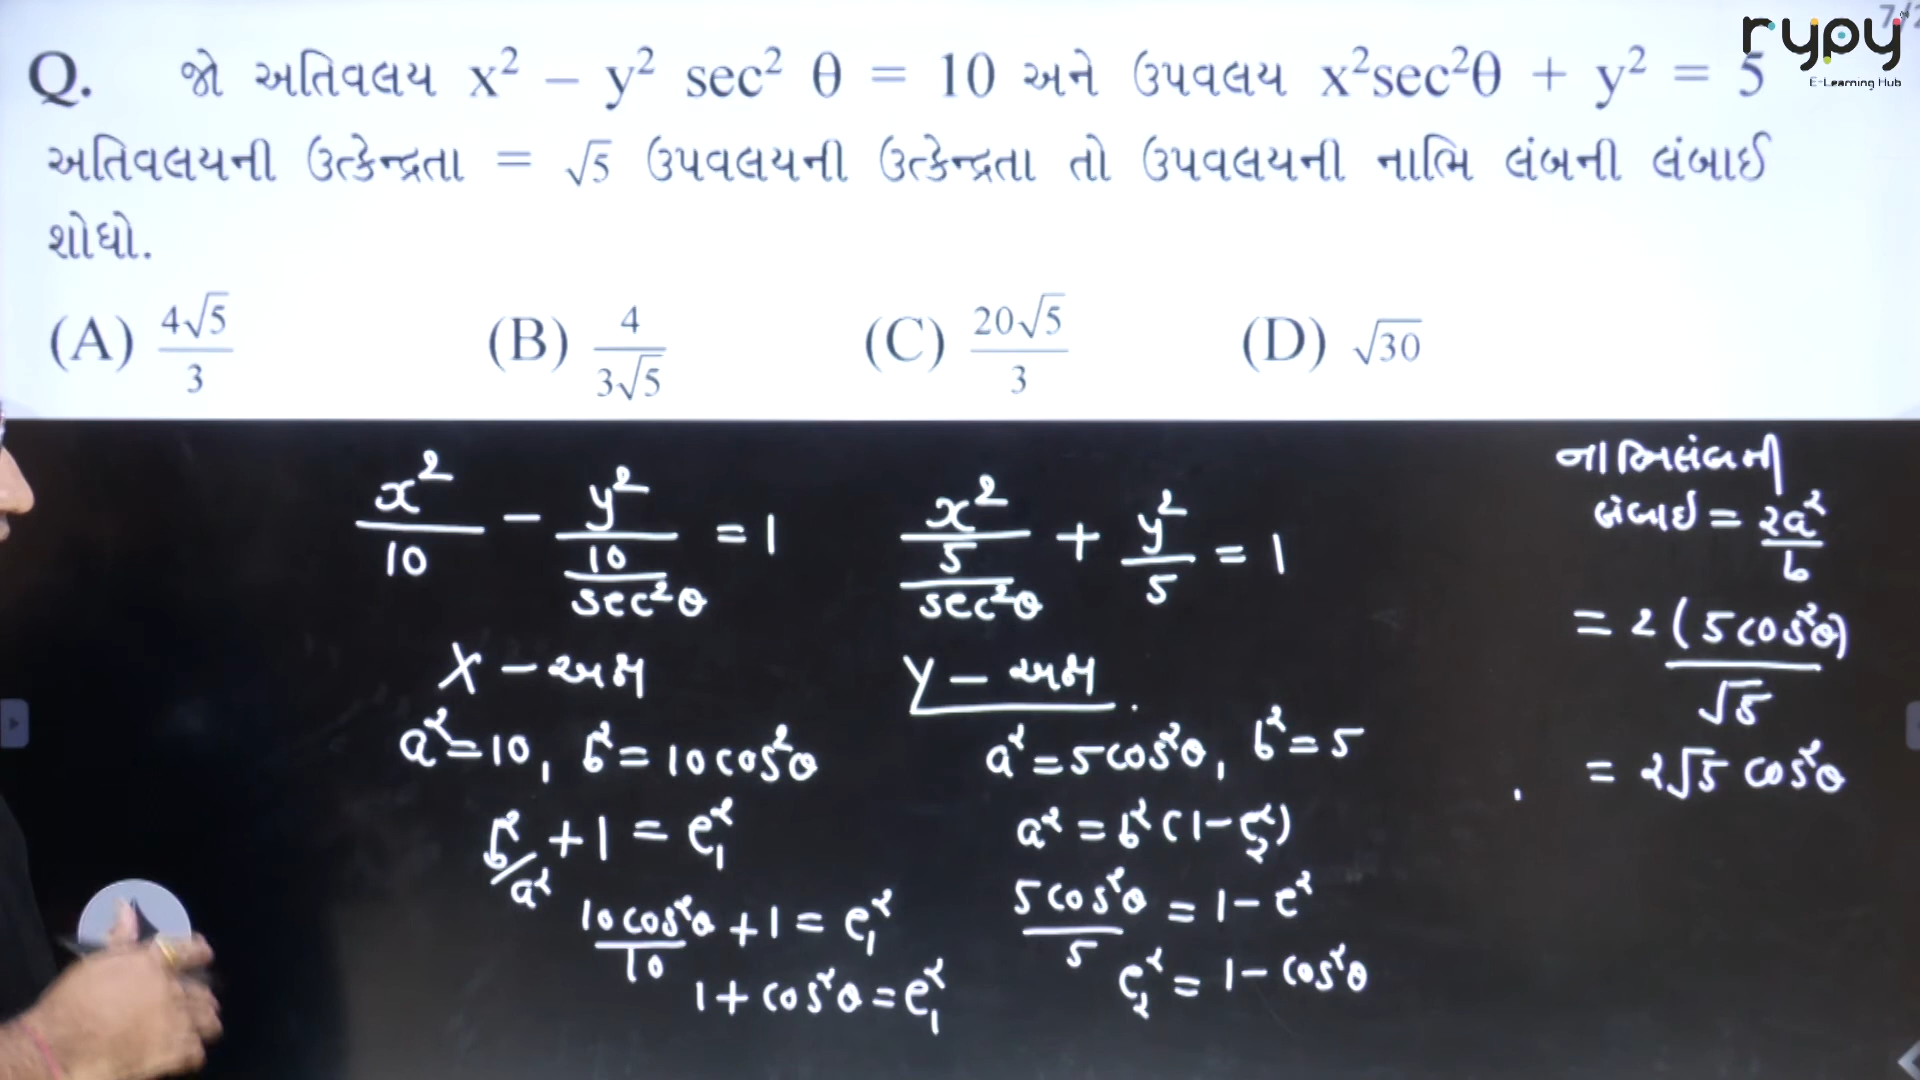 rypy
E-Learning Hub
Q. જો અતિવલય x² − y² sec² θ = 10 અને ઉપવલય x²sec²θ + y² = 5
અતિવલયની ઉત્કેન્દ્રતા = √5 ઉપવલયની ઉત્કેન્દ્રતા તો ઉપવલયની નાભિ લંબની લંબાઈ
શોધો.
(A) 4√5/3 (B) 4/3√5 (C) 20√5/3 (D) √30
x²/10 − y²/(10/sec²θ) = 1
X − અક્ષ
a² = 10, b² = 10cos²θ
b²/a² + 1 = e₁²
10cos²θ/10 + 1 = e₁²
1 + cos²θ = e₁²
x²/(5/sec²θ) + y²/5 = 1
Y − અક્ષ
a² = 5cos²θ, b² = 5
a² = b²(1 − e₂²)
5cos²θ/5 = 1 − e²
e₂² = 1 − cos²θ
નાભિલંબની
લંબાઈ = 2a²/b
= 2(5cos²θ)/√5
= 2√5 cos²θ